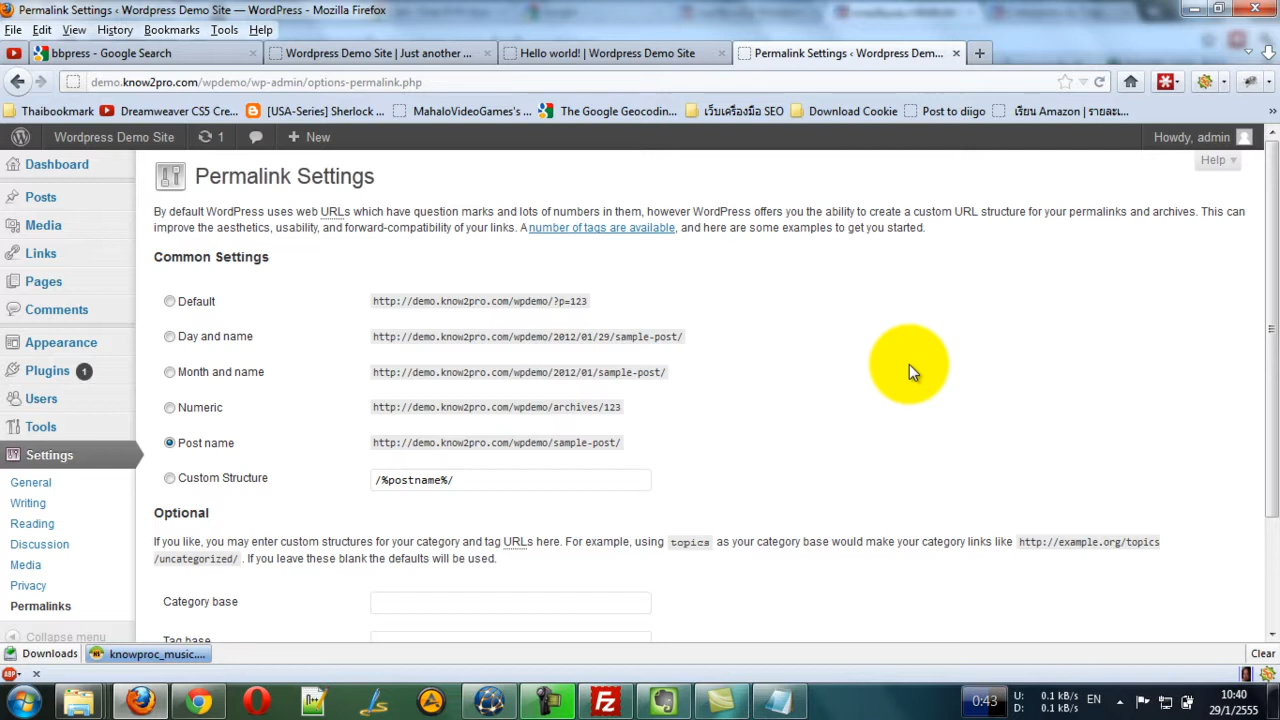 Permalink Settings ‹ Wordpress Demo Site — WordPress - Mozilla Firefox
File Edit View History Bookmarks Tools Help
bbpress - Google Search
Wordpress Demo Site | Just another ...
Hello world! | Wordpress Demo Site
Permalink Settings ‹ Wordpress Dem...
demo.know2pro.com/wpdemo/wp-admin/options-permalink.php
Thaibookmark
Dreamweaver CS5 Cre...
[USA-Series] Sherlock ...
MahaloVideoGames's ...
The Google Geocodin...
เว็บเครื่องมือ SEO
Download Cookie
Post to diigo
เรียน Amazon | รายละ...
Wordpress Demo Site
1
New
Howdy, admin
Help
Dashboard
Posts
Media
Links
Pages
Comments
Appearance
Plugins 1
Users
Tools
Settings
General
Writing
Reading
Discussion
Media
Privacy
Permalinks
Collapse menu
Permalink Settings
By default WordPress uses web URLs which have question marks and lots of numbers in them, however WordPress offers you the ability to create a custom URL structure for your permalinks and archives. This can
improve the aesthetics, usability, and forward-compatibility of your links. A number of tags are available, and here are some examples to get you started.
Common Settings
Default http://demo.know2pro.com/wpdemo/?p=123
Day and name http://demo.know2pro.com/wpdemo/2012/01/29/sample-post/
Month and name http://demo.know2pro.com/wpdemo/2012/01/sample-post/
Numeric http://demo.know2pro.com/wpdemo/archives/123
Post name http://demo.know2pro.com/wpdemo/sample-post/
Custom Structure /%postname%/
Optional
If you like, you may enter custom structures for your category and tag URLs here. For example, using topics as your category base would make your category links like http://example.org/topics
/uncategorized/ . If you leave these blank the defaults will be used.
Category base
Tag base
Downloads
knowproc_music....
Clear
ABP
0:43
U: 0.1 kB/s
D: 0.1 kB/s
EN
10:40
29/1/2555